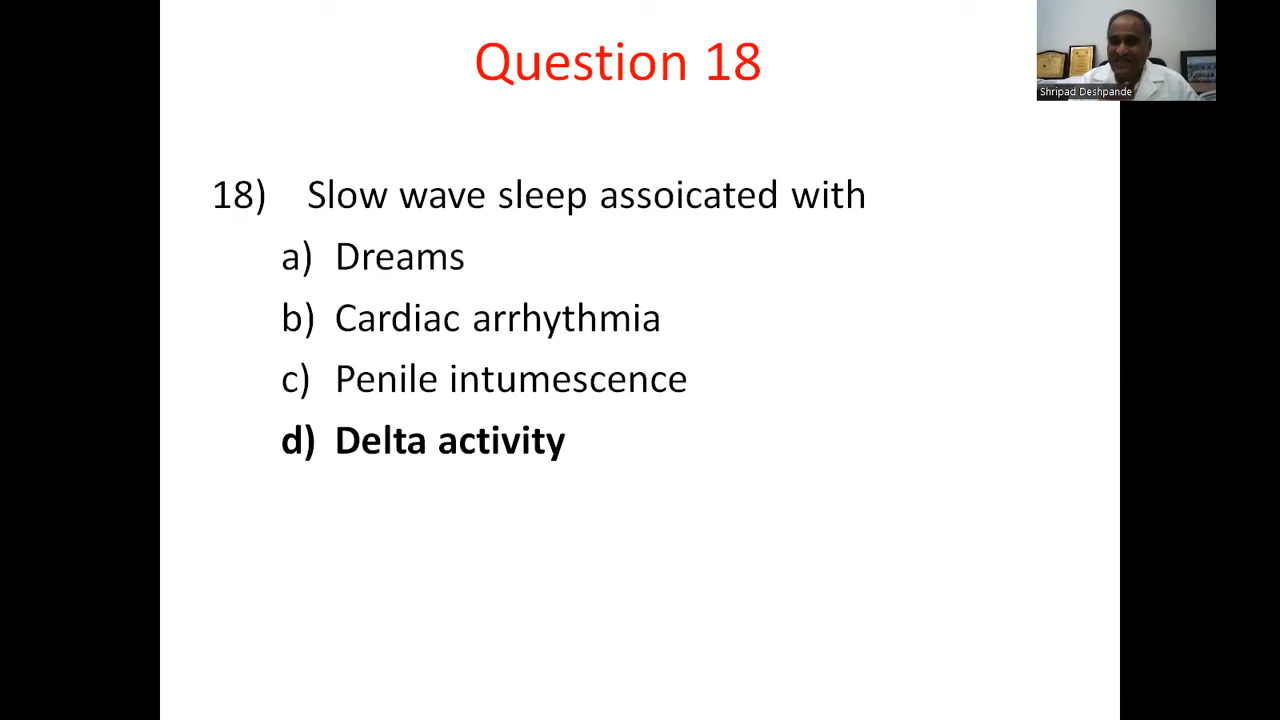 Question 18
Shripad Deshpande
18) Slow wave sleep assoicated with
a) Dreams
b) Cardiac arrhythmia
c) Penile intumescence
d) Delta activity